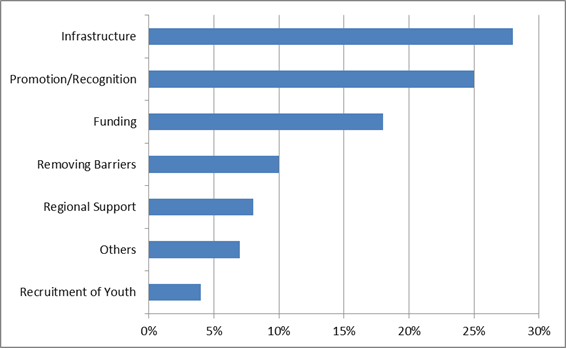 Infrastructure
Promotion/Recognition
Funding
Removing Barriers
Regional Support
Others
Recruitment of Youth
0% 5% 10% 15% 20% 25% 30%